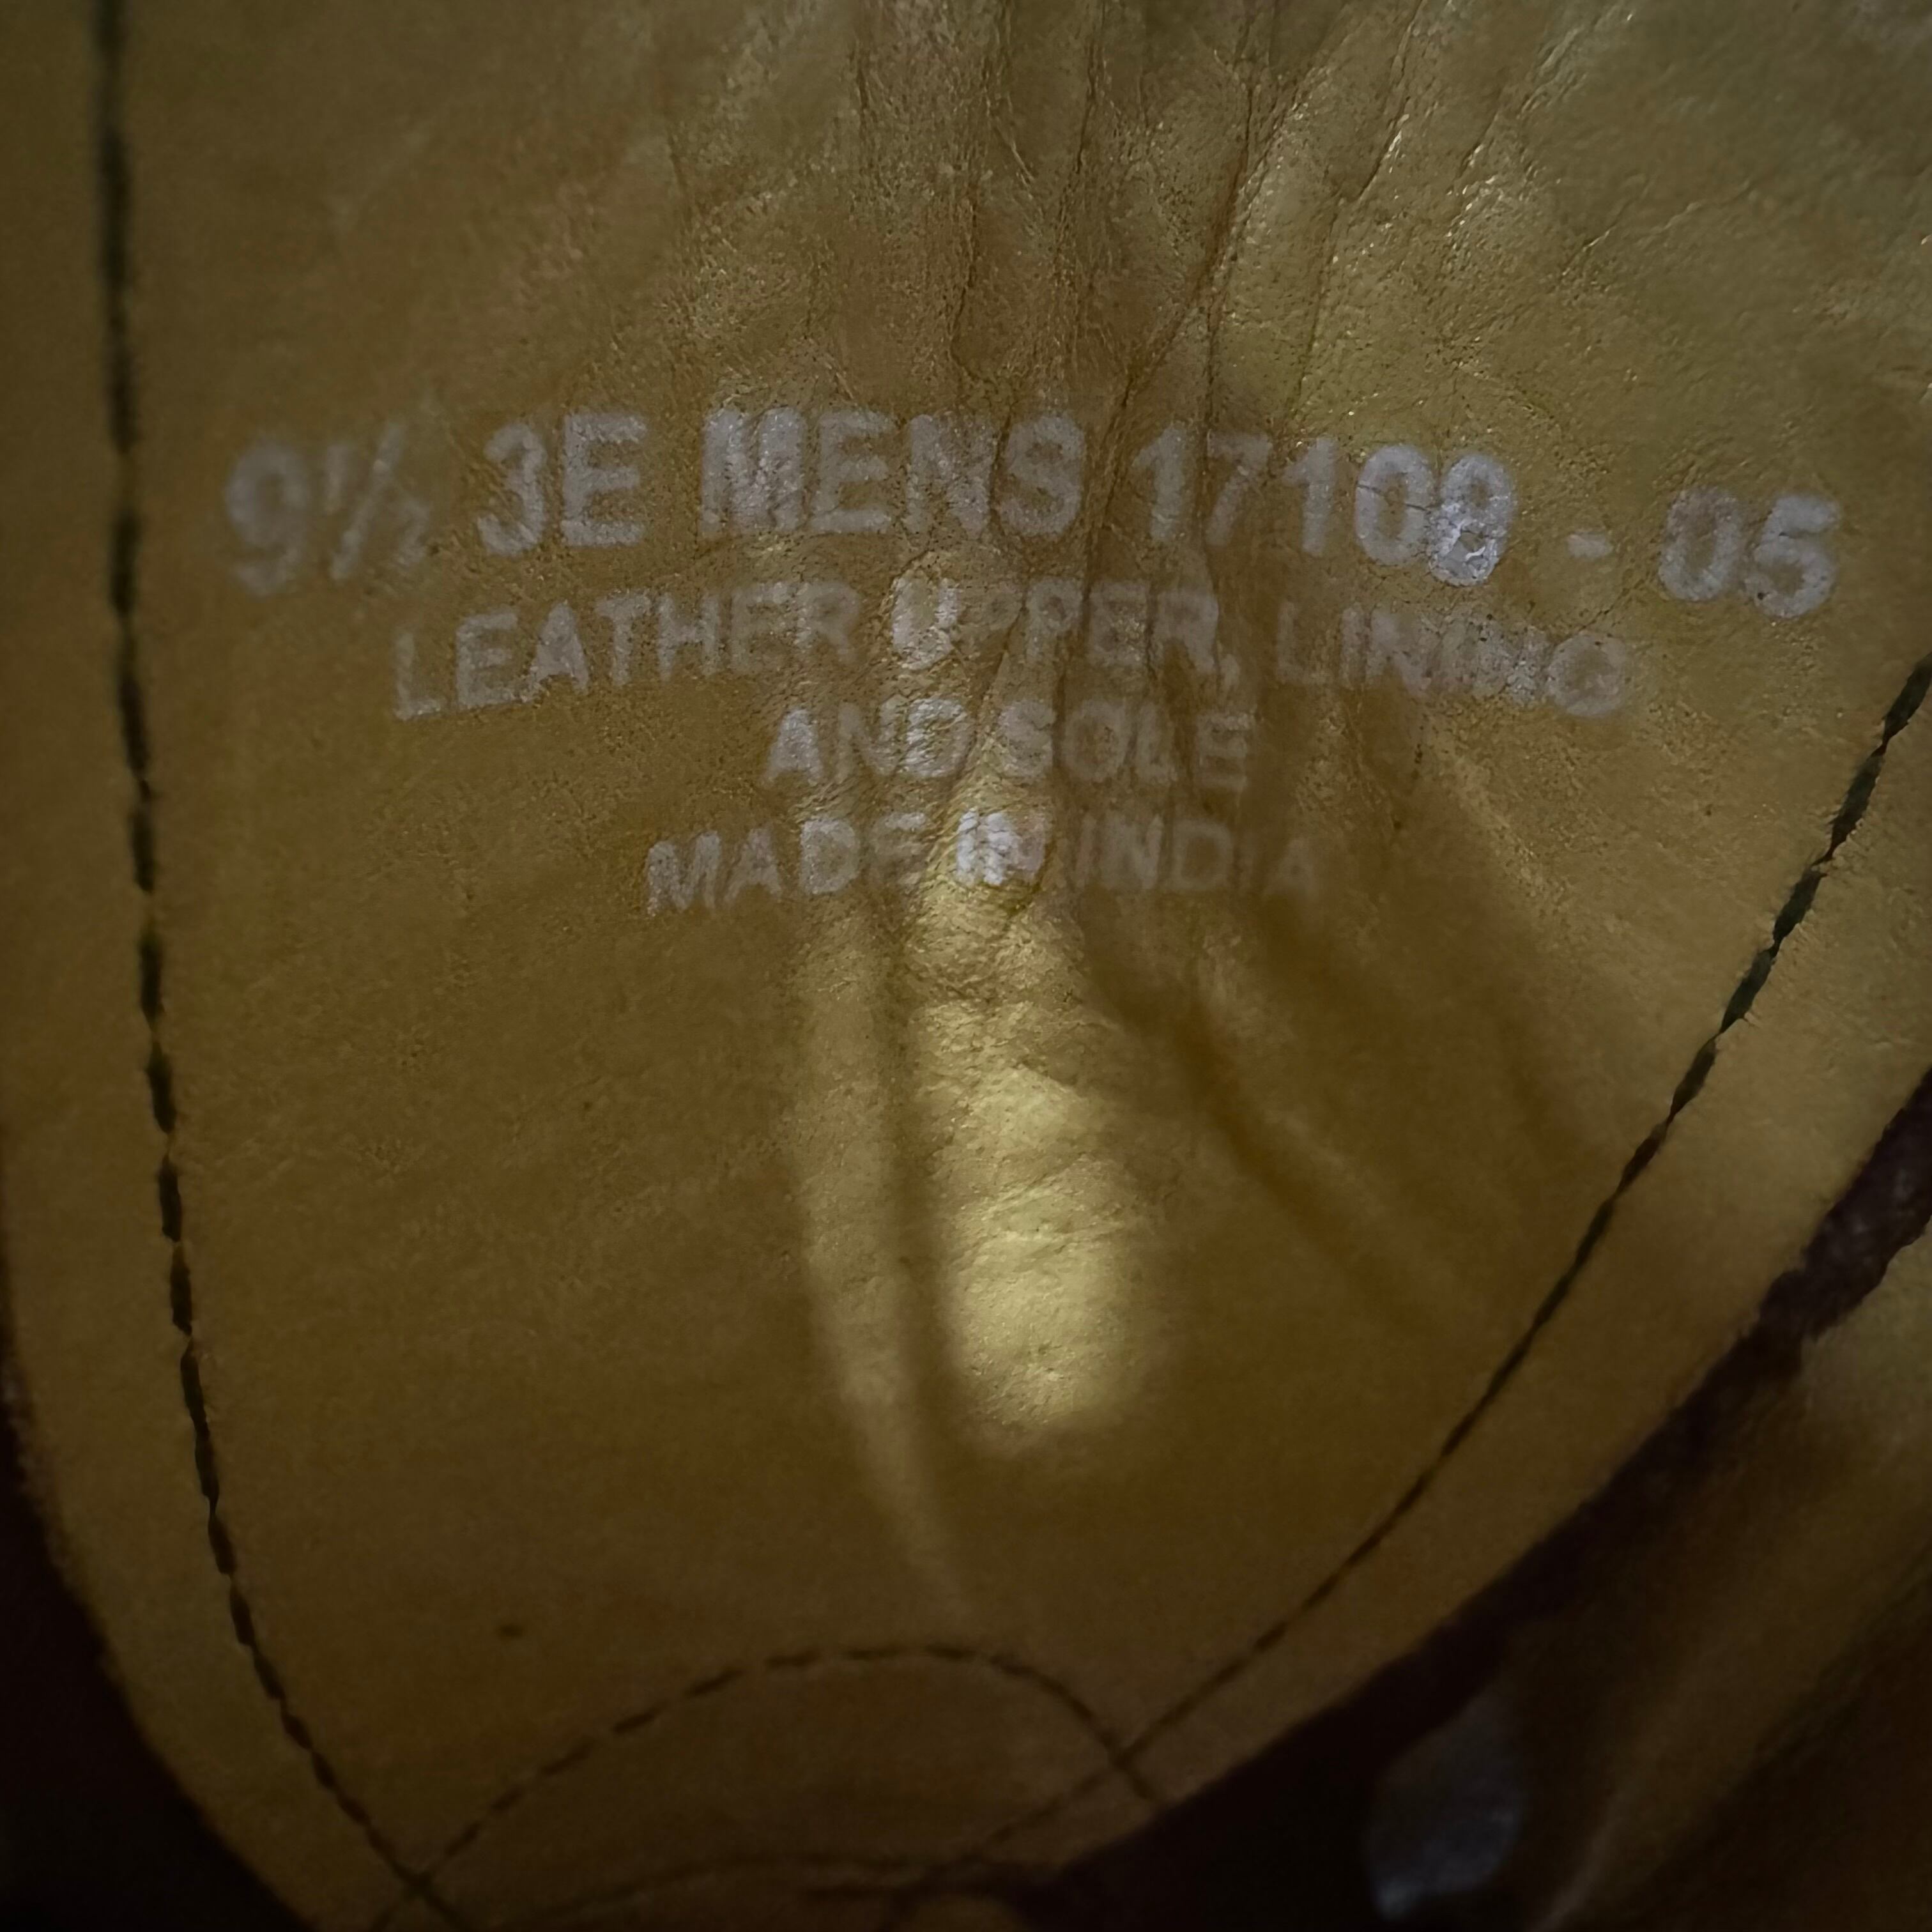 9½ 3E MENS 17108 - 05
LEATHER UPPER, LINING
AND SOLE
MADE IN INDIA